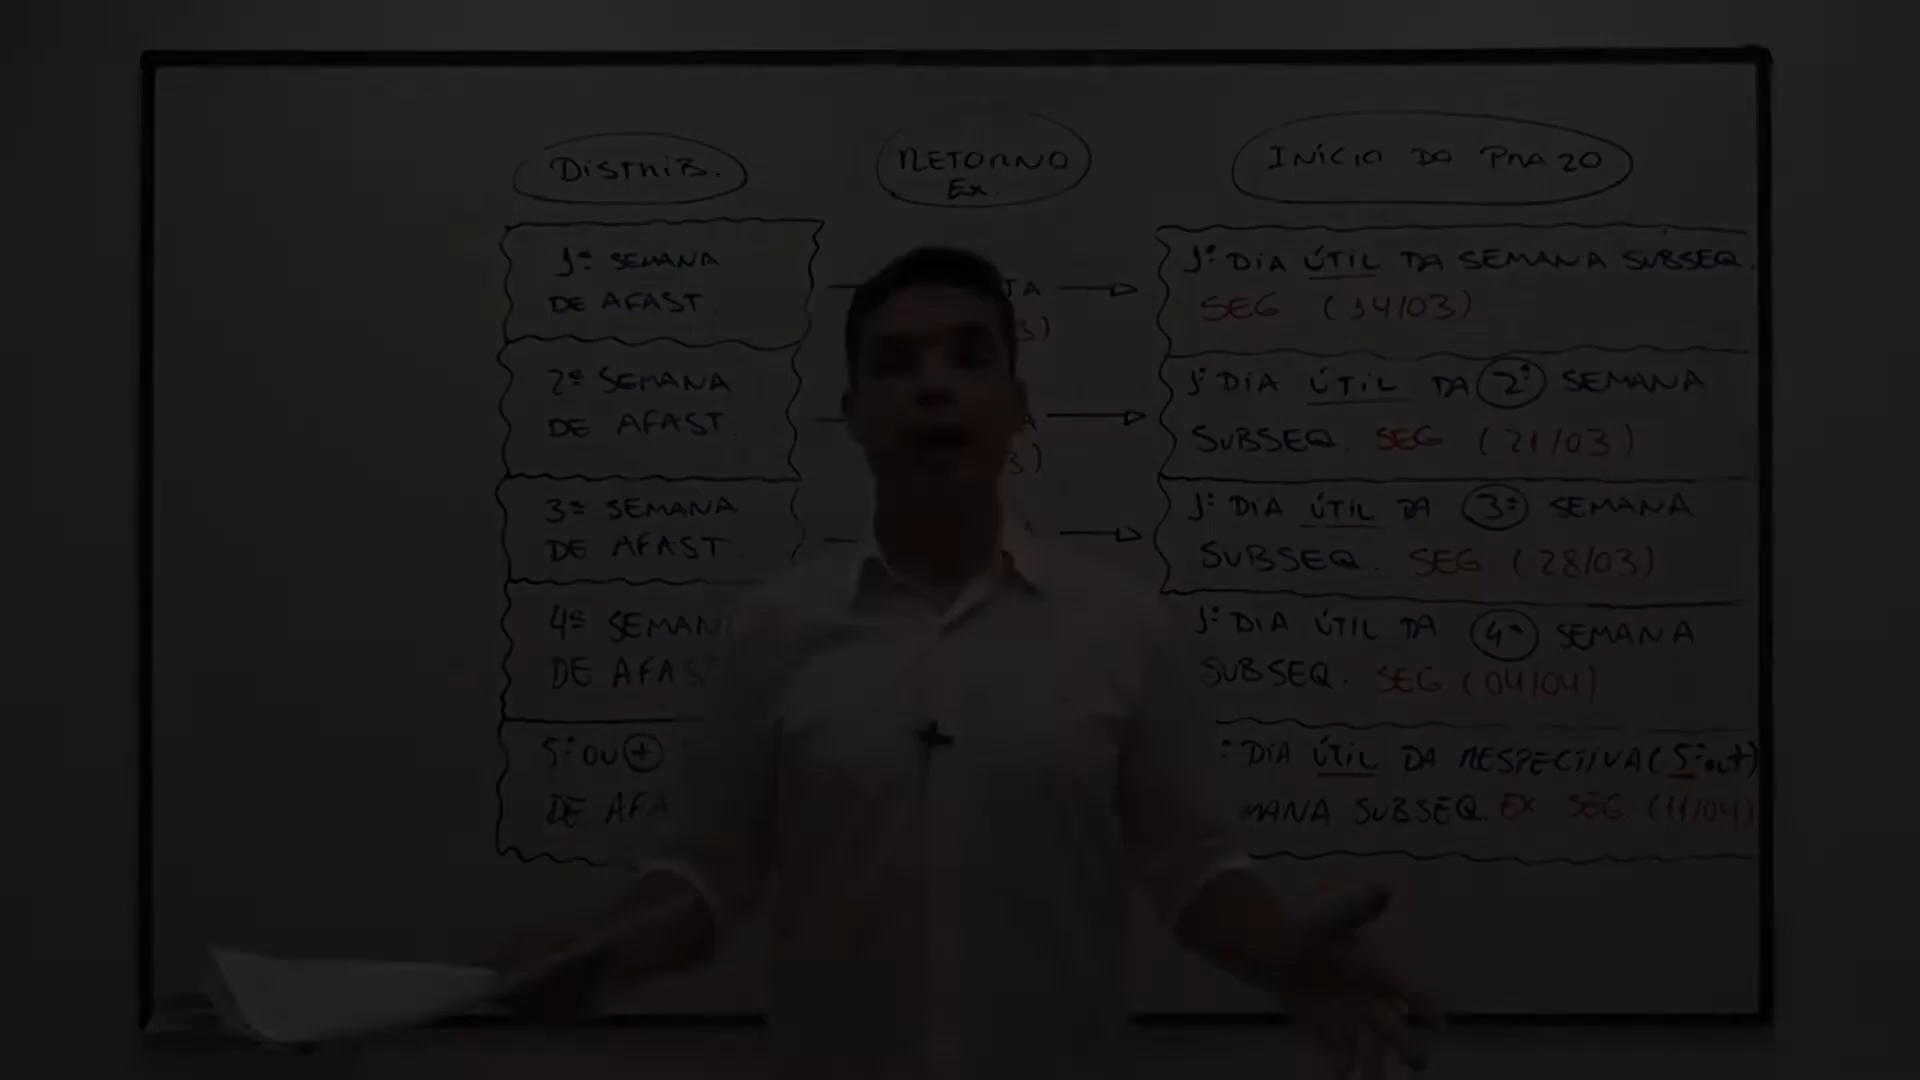 DISTRIB.
RETORNO
EX.
INÍCIO DO PRAZO
1ª SEMANA
DE AFAST.
TA
3)
1º DIA ÚTIL DA SEMANA SUBSEQ.
SEG (14/03)
2ª SEMANA
DE AFAST.
A
3)
1º DIA ÚTIL DA 2ª SEMANA
SUBSEQ. SEG (21/03)
3ª SEMANA
DE AFAST
1º DIA ÚTIL DA 3ª SEMANA
SUBSEQ. SEG (28/03)
4ª SEMAN
DE AFAS
1º DIA ÚTIL DA 4ª SEMANA
SUBSEQ. SEG (04/04)
5ª OU +
DE AFA
º DIA ÚTIL DA RESPECTIVA (5ª ou+)
MANA SUBSEQ. EX SEG. (11/04)